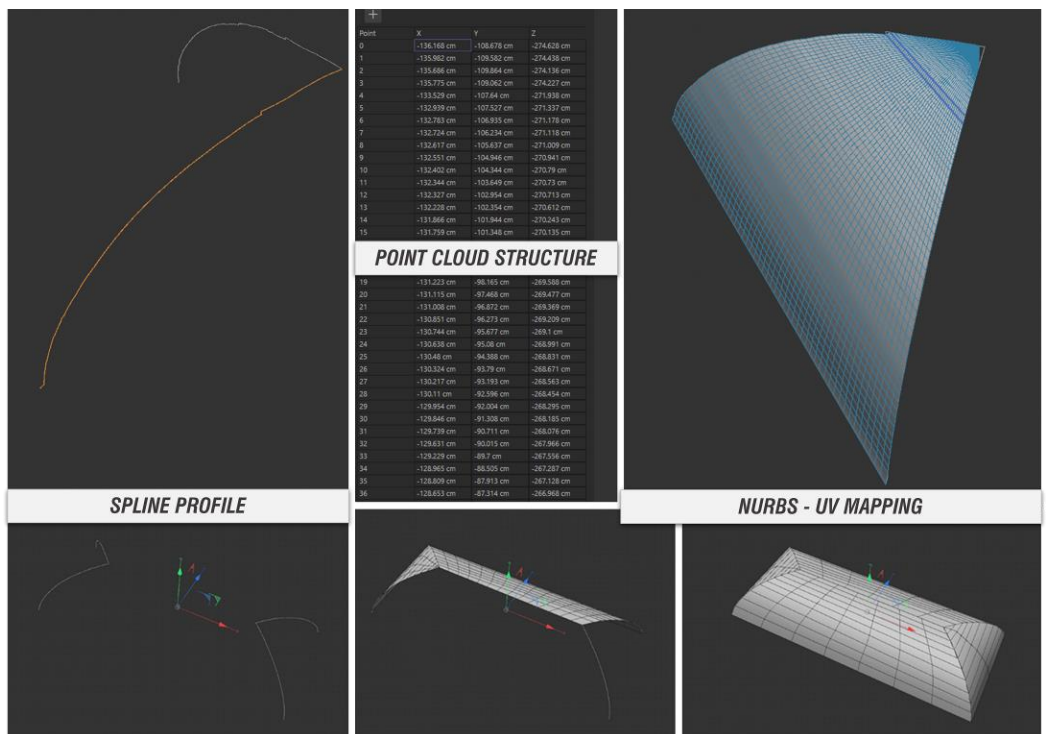 +
Point X Y Z
0 -136.168 cm -108.678 cm -274.628 cm
1 -135.982 cm -109.582 cm -274.438 cm
2 -135.686 cm -109.864 cm -274.136 cm
3 -135.775 cm -109.062 cm -274.227 cm
4 -133.529 cm -107.64 cm -271.938 cm
5 -132.939 cm -107.527 cm -271.337 cm
6 -132.783 cm -106.935 cm -271.178 cm
7 -132.724 cm -106.234 cm -271.118 cm
8 -132.617 cm -105.637 cm -271.009 cm
9 -132.551 cm -104.946 cm -270.941 cm
10 -132.402 cm -104.344 cm -270.79 cm
11 -132.344 cm -103.649 cm -270.73 cm
12 -132.327 cm -102.954 cm -270.713 cm
13 -132.228 cm -102.354 cm -270.612 cm
14 -131.866 cm -101.944 cm -270.243 cm
15 -131.759 cm -101.348 cm -270.135 cm
POINT CLOUD STRUCTURE
19 -131.223 cm -98.165 cm -269.588 cm
20 -131.115 cm -97.468 cm -269.477 cm
21 -131.008 cm -96.872 cm -269.369 cm
22 -130.851 cm -96.273 cm -269.209 cm
23 -130.744 cm -95.677 cm -269.1 cm
24 -130.638 cm -95.08 cm -268.991 cm
25 -130.48 cm -94.388 cm -268.831 cm
26 -130.324 cm -93.79 cm -268.671 cm
27 -130.217 cm -93.193 cm -268.563 cm
28 -130.11 cm -92.596 cm -268.454 cm
29 -129.954 cm -92.004 cm -268.295 cm
30 -129.846 cm -91.308 cm -268.185 cm
31 -129.739 cm -90.711 cm -268.076 cm
32 -129.631 cm -90.015 cm -267.966 cm
33 -129.229 cm -89.7 cm -267.556 cm
34 -128.965 cm -88.505 cm -267.287 cm
35 -128.809 cm -87.913 cm -267.128 cm
36 -128.653 cm -87.314 cm -266.968 cm
SPLINE PROFILE
NURBS - UV MAPPING